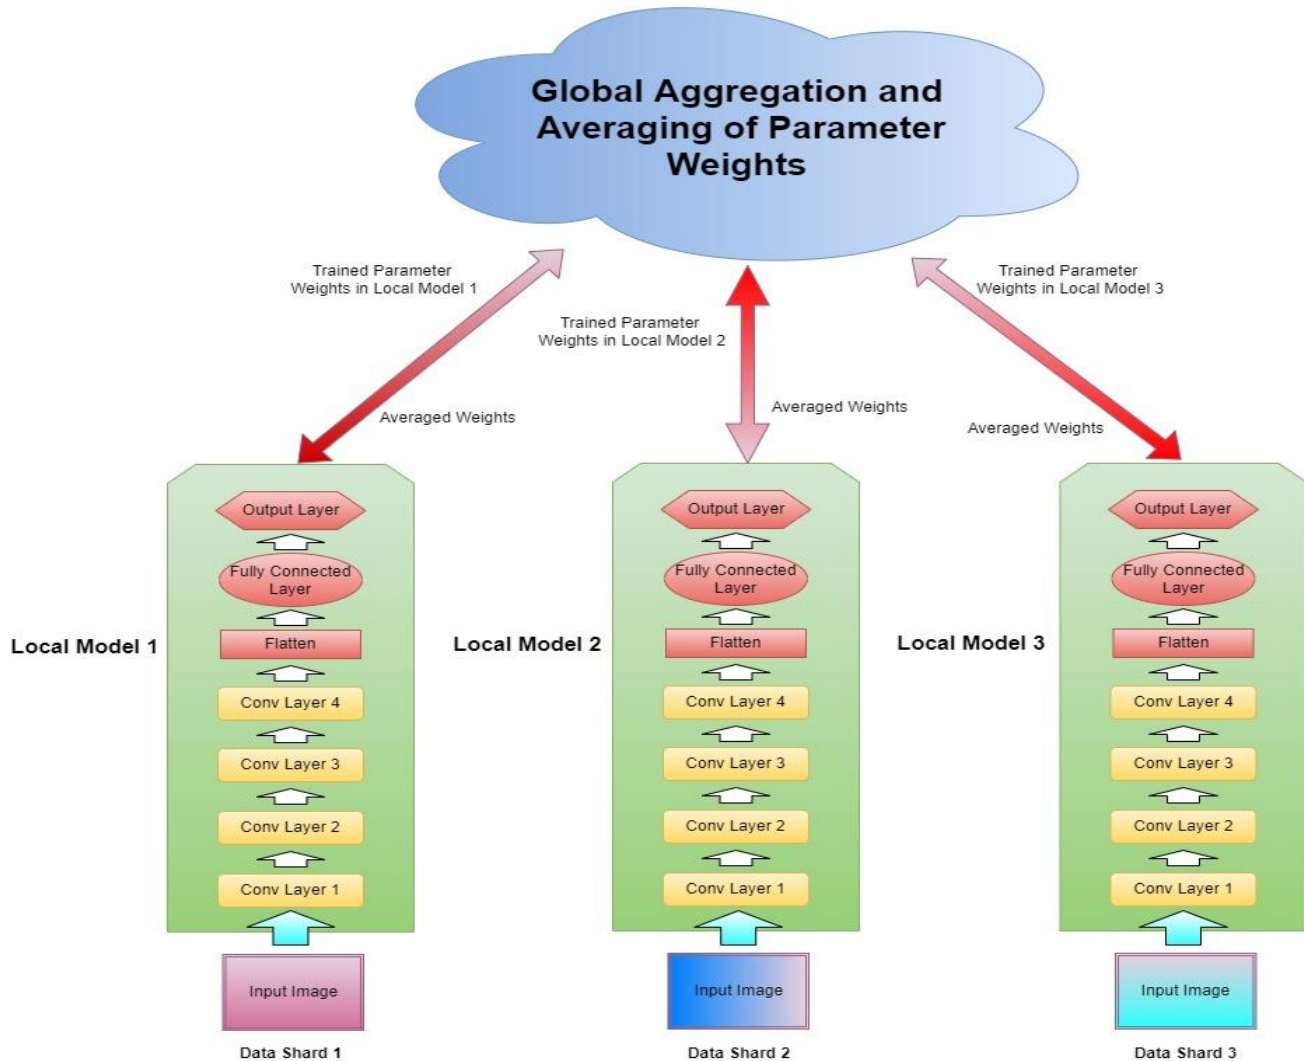 Global Aggregation and
Averaging of Parameter
Weights
Trained Parameter
Weights in Local Model 1
Averaged Weights
Trained Parameter
Weights in Local Model 2
Averaged Weights
Trained Parameter
Weights in Local Model 3
Averaged Weights
Local Model 1
Output Layer
Fully Connected
Layer
Flatten
Conv Layer 4
Conv Layer 3
Conv Layer 2
Conv Layer 1
Input Image
Data Shard 1
Local Model 2
Output Layer
Fully Connected
Layer
Flatten
Conv Layer 4
Conv Layer 3
Conv Layer 2
Conv Layer 1
Input Image
Data Shard 2
Local Model 3
Output Layer
Fully Connected
Layer
Flatten
Conv Layer 4
Conv Layer 3
Conv Layer 2
Conv Layer 1
Input Image
Data Shard 3